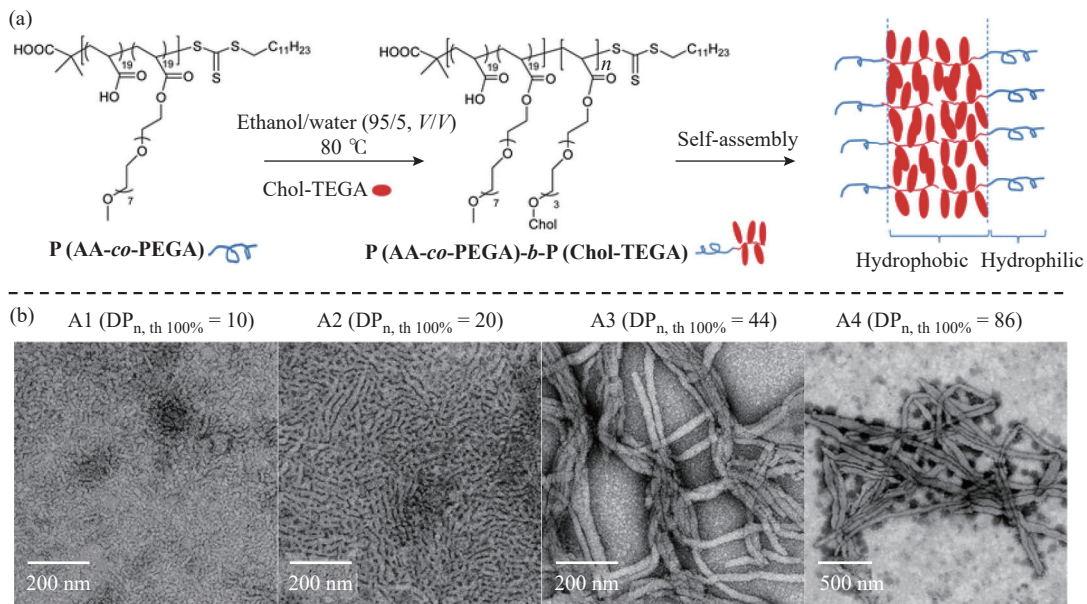 (a)
HOOC
19
19
S
S
C11H23
O
HO
O
O
S
O
O
7
P (AA-co-PEGA)
Ethanol/water (95/5, V/V)
80 °C
Chol-TEGA
HOOC
19
19
n
S
S
C11H23
O
HO
O
O
O
S
O
O
O
7
O
3
Chol
P (AA-co-PEGA)-b-P (Chol-TEGA)
Self-assembly
Hydrophobic
Hydrophilic
(b)
A1 (DPn, th 100% = 10)
A2 (DPn, th 100% = 20)
A3 (DPn, th 100% = 44)
A4 (DPn, th 100% = 86)
200 nm
200 nm
200 nm
500 nm